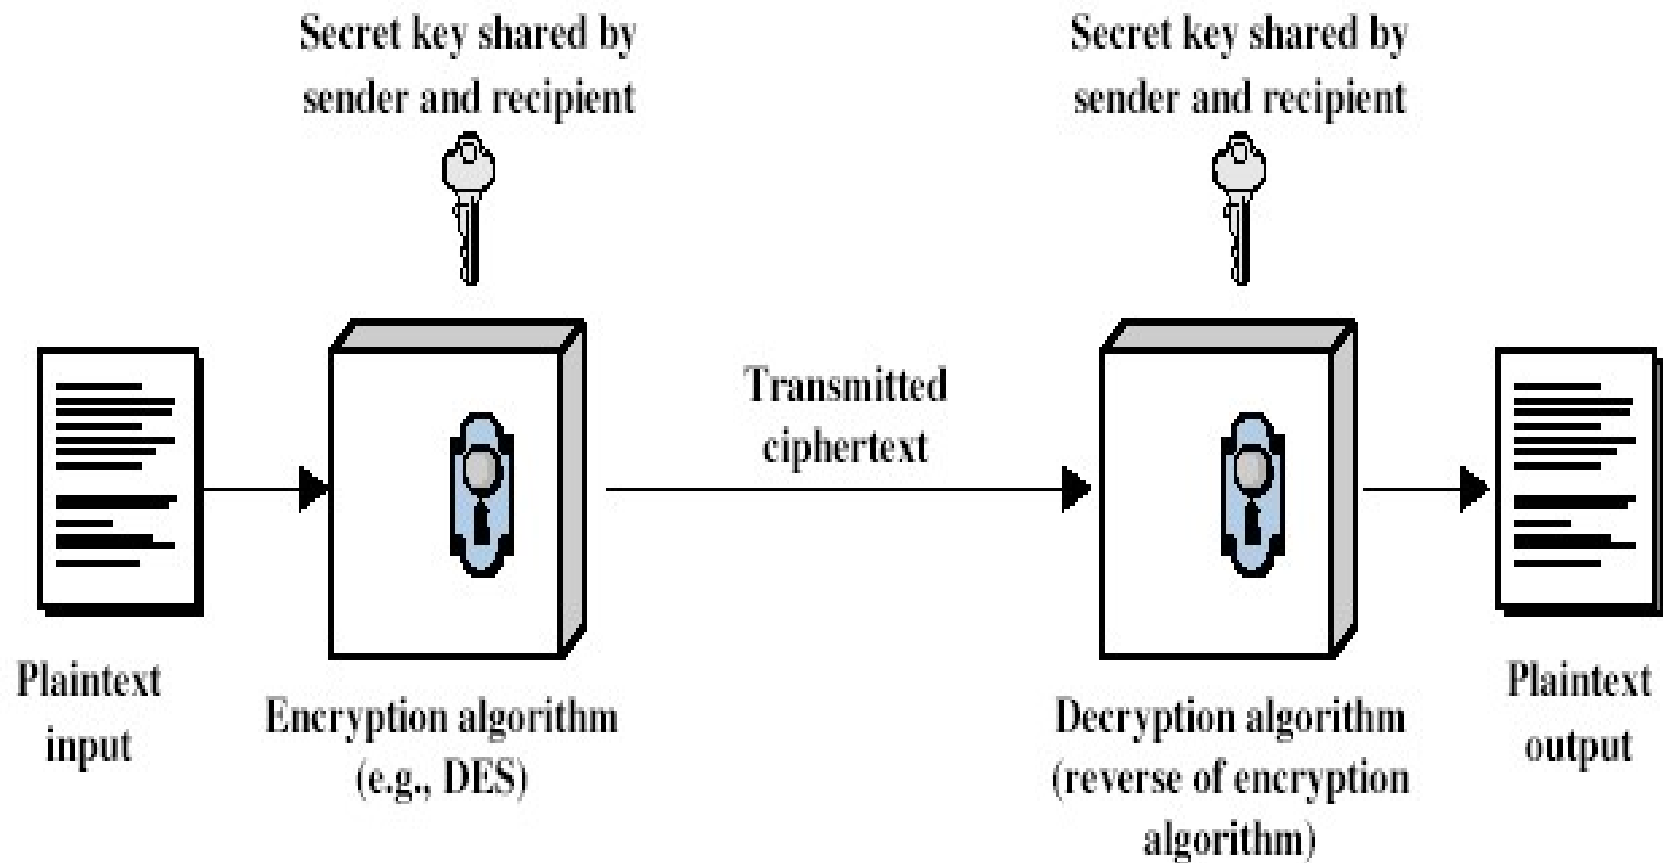 Secret key shared by
sender and recipient
Secret key shared by
sender and recipient
Transmitted
ciphertext
Plaintext
input
Encryption algorithm
(e.g., DES)
Decryption algorithm
(reverse of encryption
algorithm)
Plaintext
output